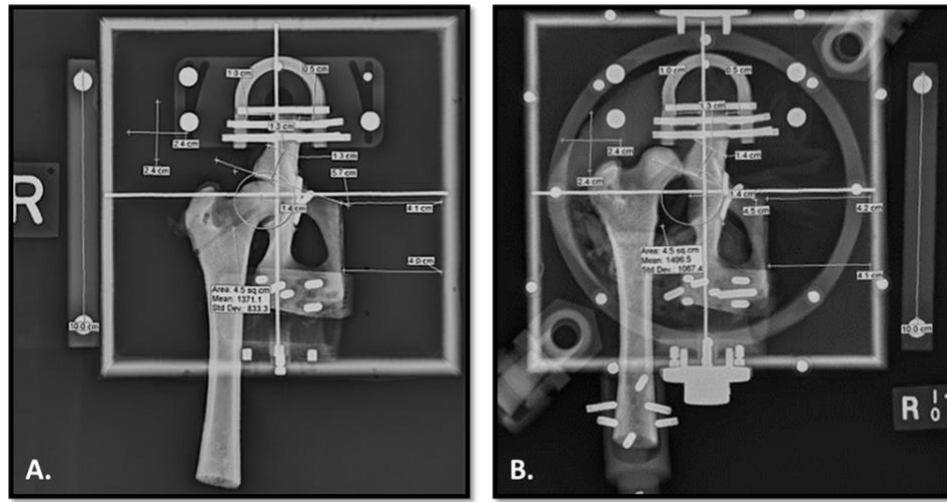 1.0 cm
0.5 cm
1.3 cm
2.4 cm
2.4 cm
1.3 cm
5.7 cm
R
1.4 cm
4.1 cm
4.0 cm
Area: 4.5 sq.cm
Mean: 1371.1
Std Dev.: 833.3
10.0 cm
A.
1.0 cm
0.5 cm
1.3 cm
2.4 cm
1.4 cm
2.4 cm
1.4 cm
4.5 cm
4.2 cm
Area: 4.5 sq.cm
Mean: 1496.5
Std Dev.: 1067.4
4.1 cm
10.0 cm
R
B.